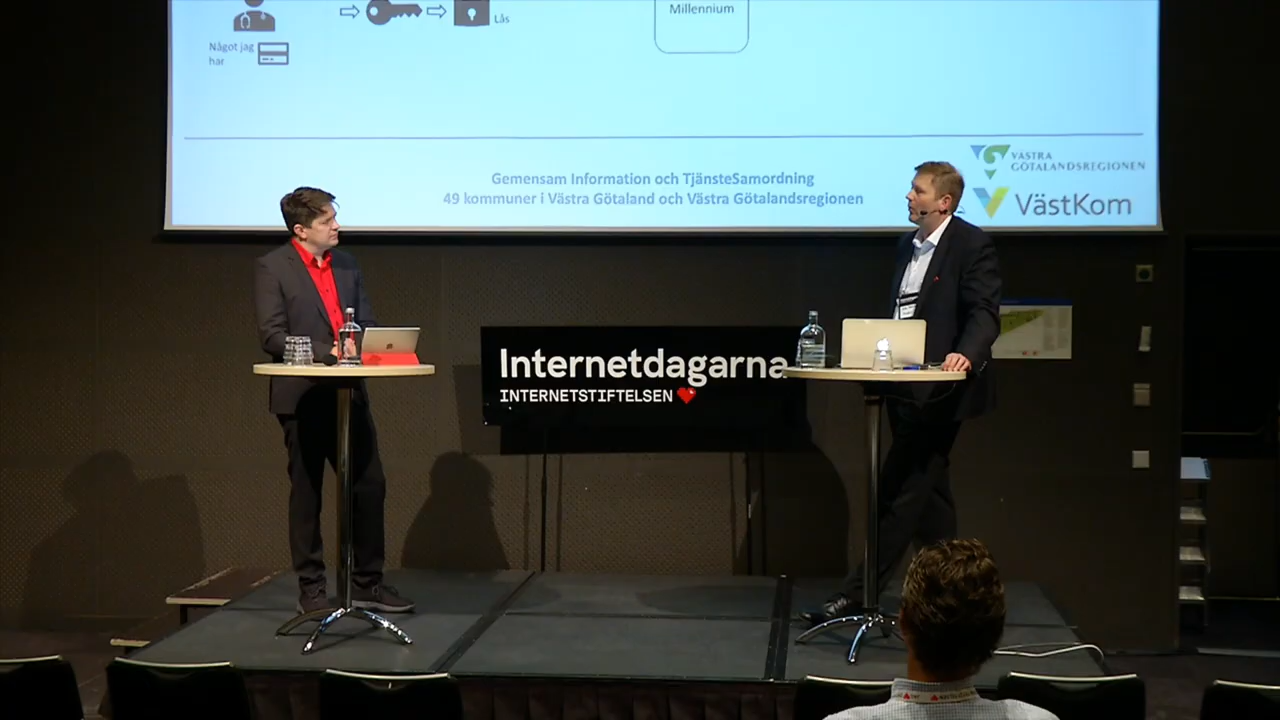 Millennium
Lås
Något jag
har
VÄSTRA
GÖTALANDSREGIONEN
Gemensam Information och TjänsteSamordning
49 kommuner i Västra Götaland och Västra Götalandsregionen
VästKom
Internetdagarna
INTERNETSTIFTELSEN